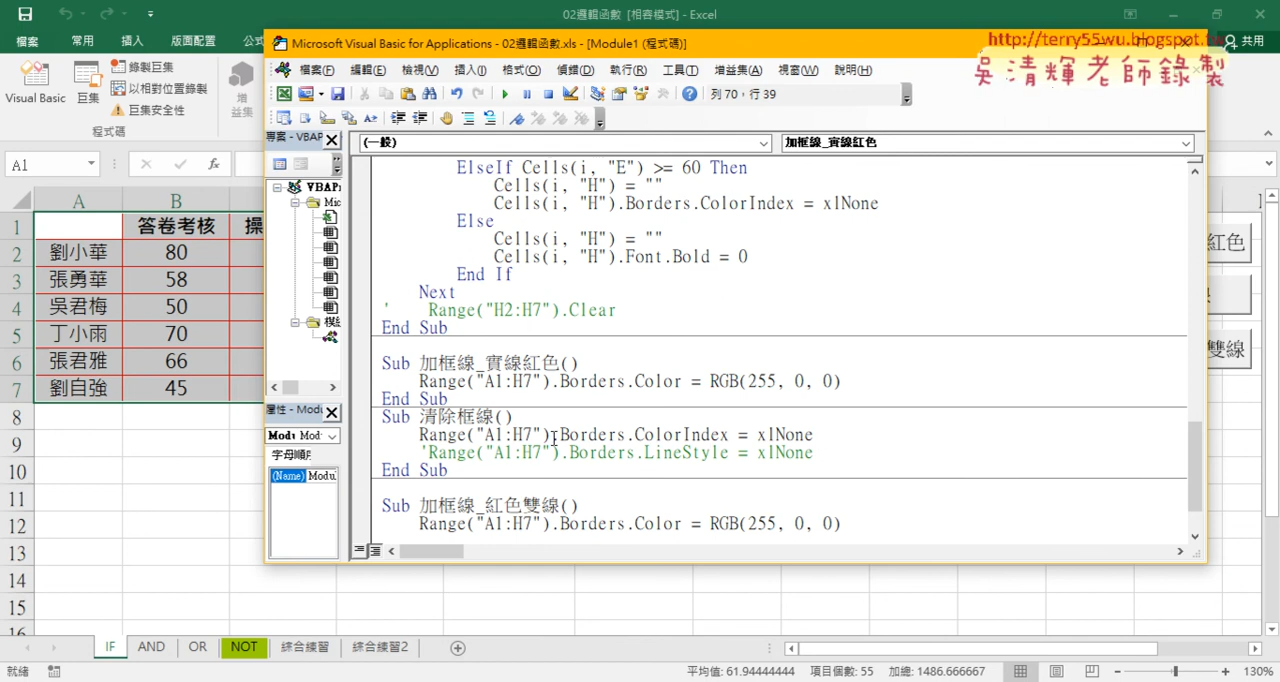 02邏輯函數 [相容模式] - Excel
檔案 常用 插入 版面配置 公式
共用
Visual Basic 巨集 錄製巨集 以相對位置錄製 巨集安全性 增益集
程式碼
A1 fx
A B
1 答卷考核
2 劉小華 80
3 張勇華 58
4 吳君梅 50
5 丁小雨 70
6 張君雅 66
7 劉自強 45
8
9
10
11
12
13
14
15
紅色
雙線
Microsoft Visual Basic for Applications - 02邏輯函數.xls - [Module1 (程式碼)]
http://terry55wu.blogspot.tw
吳清輝老師錄製
檔案(F) 編輯(E) 檢視(V) 插入(I) 格式(O) 偵錯(D) 執行(R) 工具(T) 增益集(A) 視窗(W) 說明(H)
列 70，行 39
專案 - VBAP
(一般) 加框線_實線紅色
VBAPr
Mic
模組
屬性 - Modu
Modu Mod
字母順
(Name) Modu
ElseIf Cells(i, "E") >= 60 Then
Cells(i, "H") = ""
Cells(i, "H").Borders.ColorIndex = xlNone
Else
Cells(i, "H") = ""
Cells(i, "H").Font.Bold = 0
End If
Next
' Range("H2:H7").Clear
End Sub
Sub 加框線_實線紅色()
Range("A1:H7").Borders.Color = RGB(255, 0, 0)
End Sub
Sub 清除框線()
Range("A1:H7").Borders.ColorIndex = xlNone
'Range("A1:H7").Borders.LineStyle = xlNone
End Sub
Sub 加框線_紅色雙線()
Range("A1:H7").Borders.Color = RGB(255, 0, 0)
IF AND OR NOT 綜合練習 綜合練習2
就緒 平均值: 61.94444444 項目個數: 55 加總: 1486.666667 130%